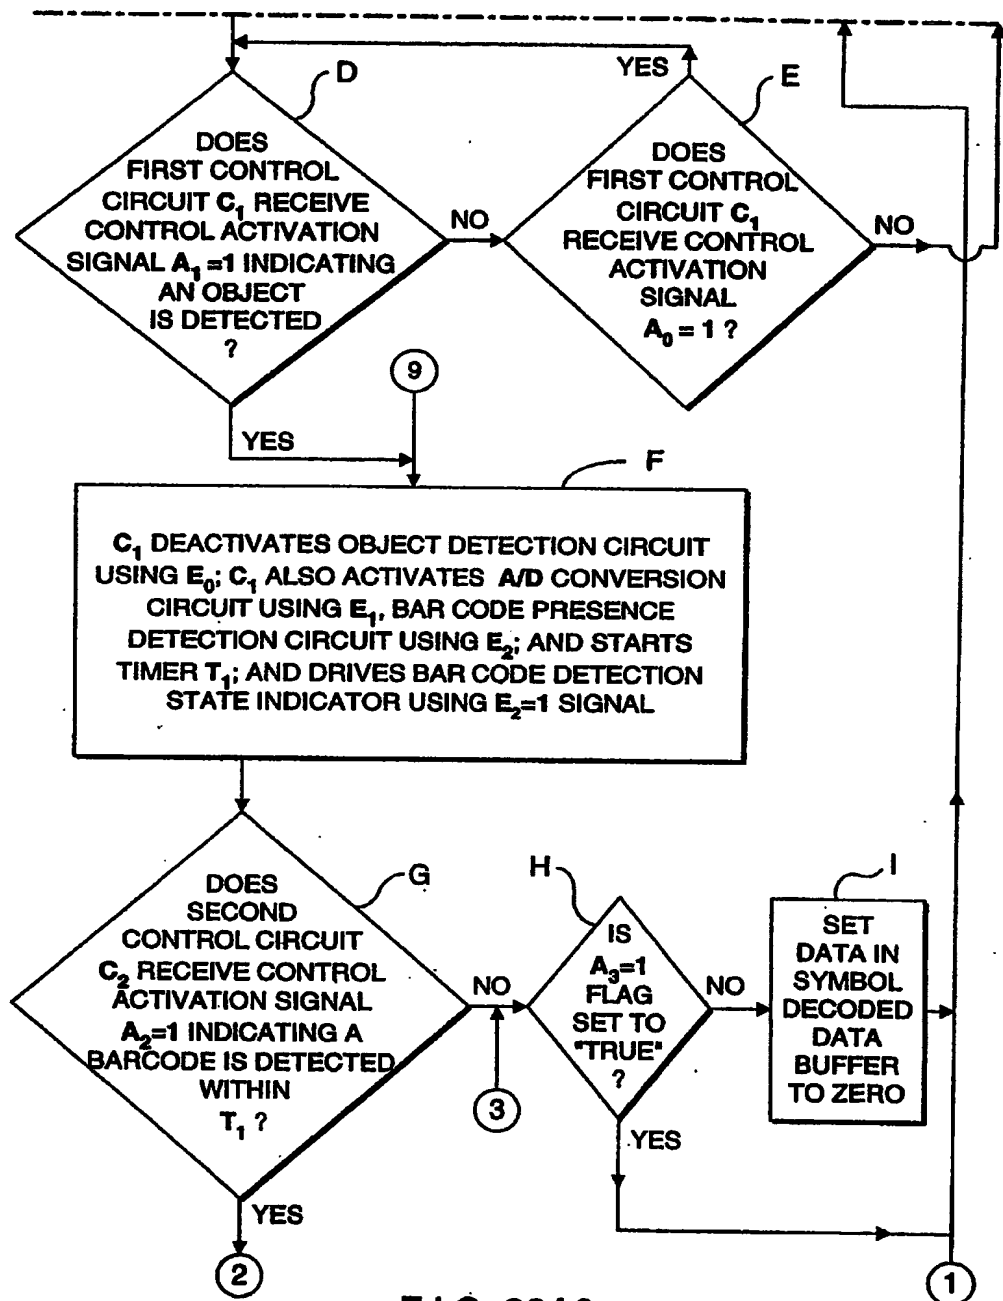 D
DOES
FIRST CONTROL
CIRCUIT C₁ RECEIVE
CONTROL ACTIVATION
SIGNAL A₁ =1 INDICATING
AN OBJECT
IS DETECTED
?
NO
YES
E
YES
DOES
FIRST CONTROL
CIRCUIT C₁
RECEIVE CONTROL
ACTIVATION
SIGNAL
A₀ = 1 ?
NO
9
F
C₁ DEACTIVATES OBJECT DETECTION CIRCUIT
USING E₀; C₁ ALSO ACTIVATES A/D CONVERSION
CIRCUIT USING E₁, BAR CODE PRESENCE
DETECTION CIRCUIT USING E₂; AND STARTS
TIMER T₁; AND DRIVES BAR CODE DETECTION
STATE INDICATOR USING E₂=1 SIGNAL
G
DOES
SECOND
CONTROL CIRCUIT
C₂ RECEIVE CONTROL
ACTIVATION SIGNAL
A₂=1 INDICATING A
BARCODE IS DETECTED
WITHIN
T₁ ?
NO
YES
3
H
IS
A₃=1
FLAG
SET TO
"TRUE"
?
NO
YES
I
SET
DATA IN
SYMBOL
DECODED
DATA
BUFFER
TO ZERO
2
1